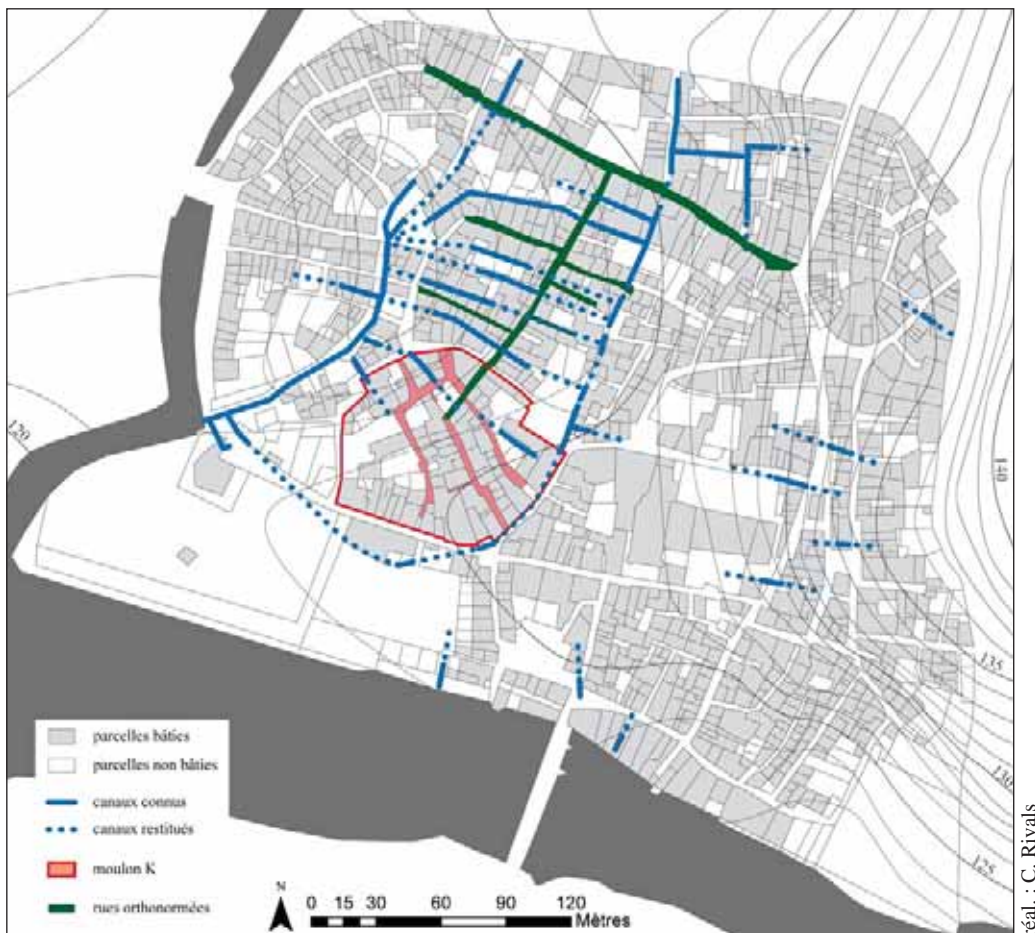 120
140
135
130
125
parcelles bâties
parcelles non bâties
canaux connus
canaux restitués
moulon K
rues orthonormées
N
0 15 30 60 90 120
Mètres
réal. : C. Rivals